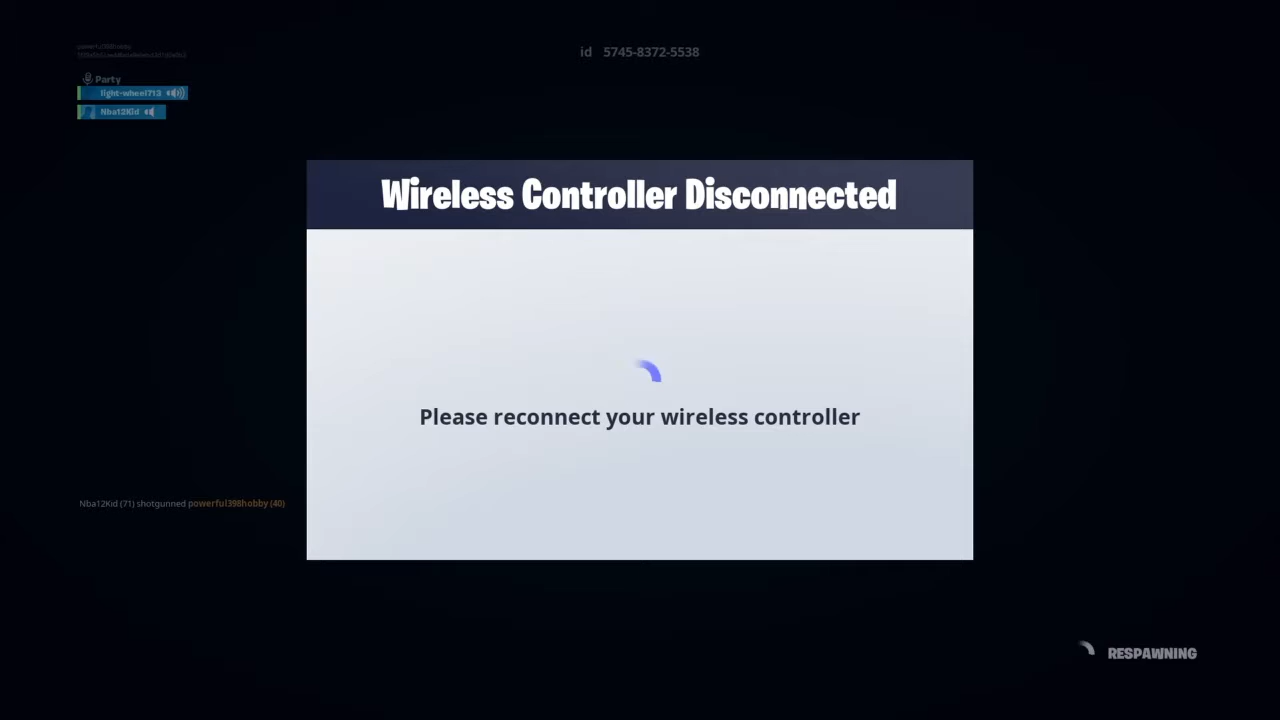 powerful398hobby
id 5745-8372-5538
Party
light-wheel713
Nba12Kid
Wireless Controller Disconnected
Please reconnect your wireless controller
Nba12Kid (71) shotgunned powerful398hobby (40)
RESPAWNING